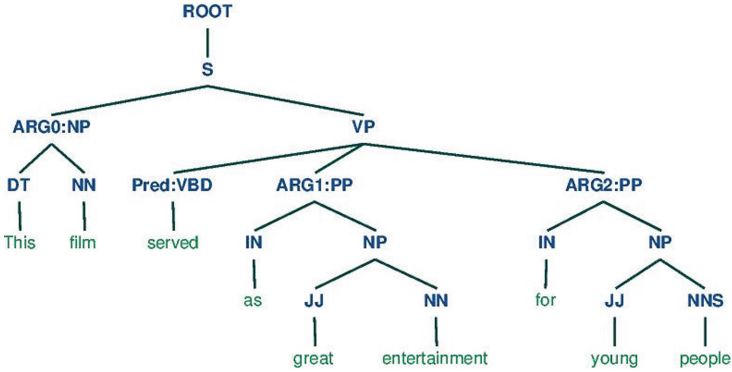 ROOT
S
ARG0:NP VP
DT NN Pred:VBD ARG1:PP ARG2:PP
This film served IN NP IN NP
as JJ NN for JJ NNS
great entertainment young people